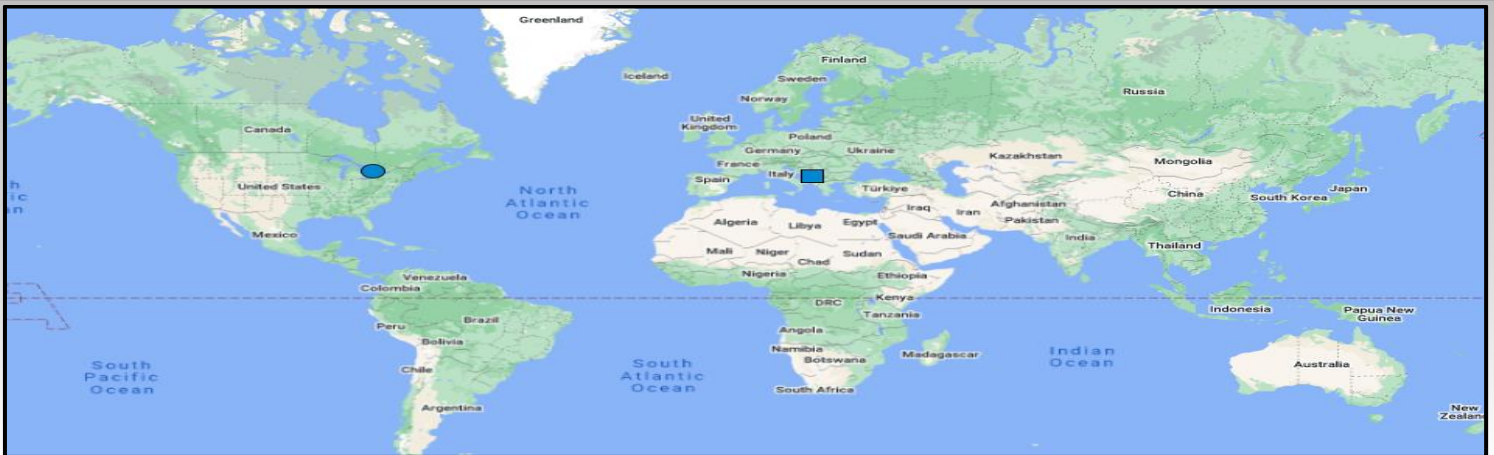 Greenland
Iceland
Finland
Sweden
Norway
Russia
United
Kingdom
Canada
Poland
Germany
Ukraine
France
Kazakhstan
Mongolia
Italy
Spain
Türkiye
United States
North
Atlantic
Ocean
China
Japan
South Korea
Afghanistan
Iraq
Iran
Pakistan
Algeria
Libya
Egypt
Saudi Arabia
India
Mexico
Mali
Niger
Chad
Sudan
Thailand
Venezuela
Colombia
Nigeria
Ethiopia
DRC
Kenya
Tanzania
Indonesia
Papua New
Guinea
Peru
Brazil
Bolivia
Angola
Namibia
Botswana
Madagascar
Indian
Ocean
South
Pacific
Ocean
Chile
South
Atlantic
Ocean
Australia
South Africa
Argentina
New
Zealan